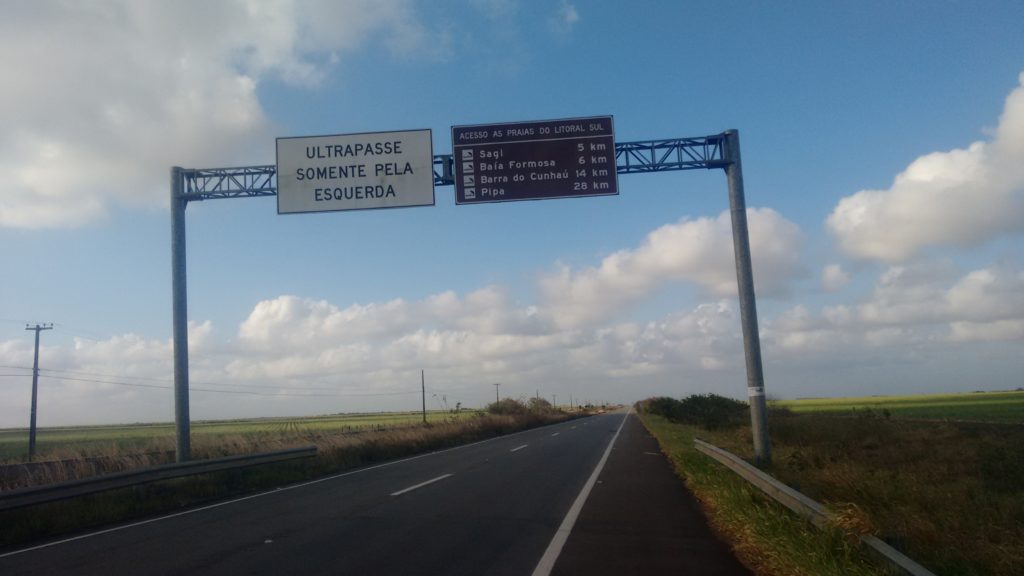 ULTRAPASSE
SOMENTE PELA
ESQUERDA
ACESSO AS PRAIAS DO LITORAL SUL
Sagi 5 km
Baía Formosa 6 km
Barra do Cunhaú 14 km
Pipa 28 km